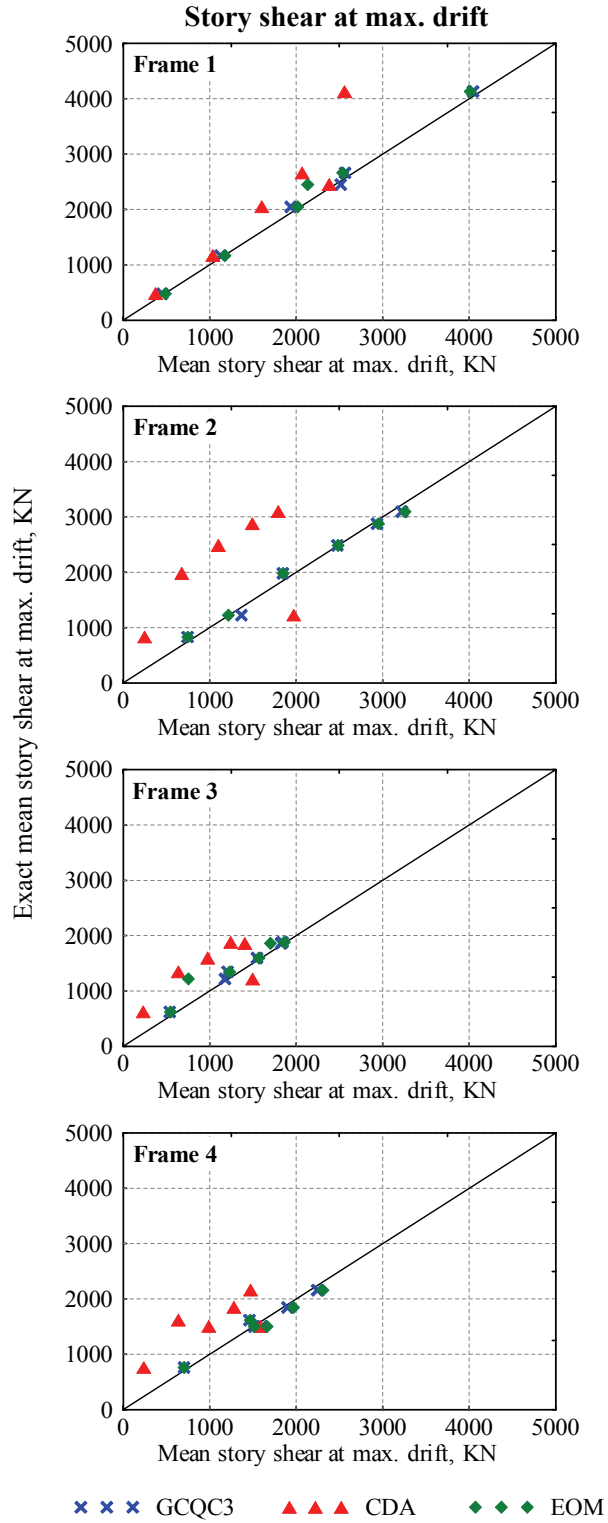 Story shear at max. drift
5000
4000
3000
2000
1000
0
Frame 1
0 1000 2000 3000 4000 5000
Mean story shear at max. drift, KN
5000
4000
3000
2000
1000
0
Frame 2
0 1000 2000 3000 4000 5000
Mean story shear at max. drift, KN
Exact mean story shear at max. drift, KN
5000
4000
3000
2000
1000
0
Frame 3
0 1000 2000 3000 4000 5000
Mean story shear at max. drift, KN
5000
4000
3000
2000
1000
0
Frame 4
0 1000 2000 3000 4000 5000
Mean story shear at max. drift, KN
GCQC3 CDA EOM